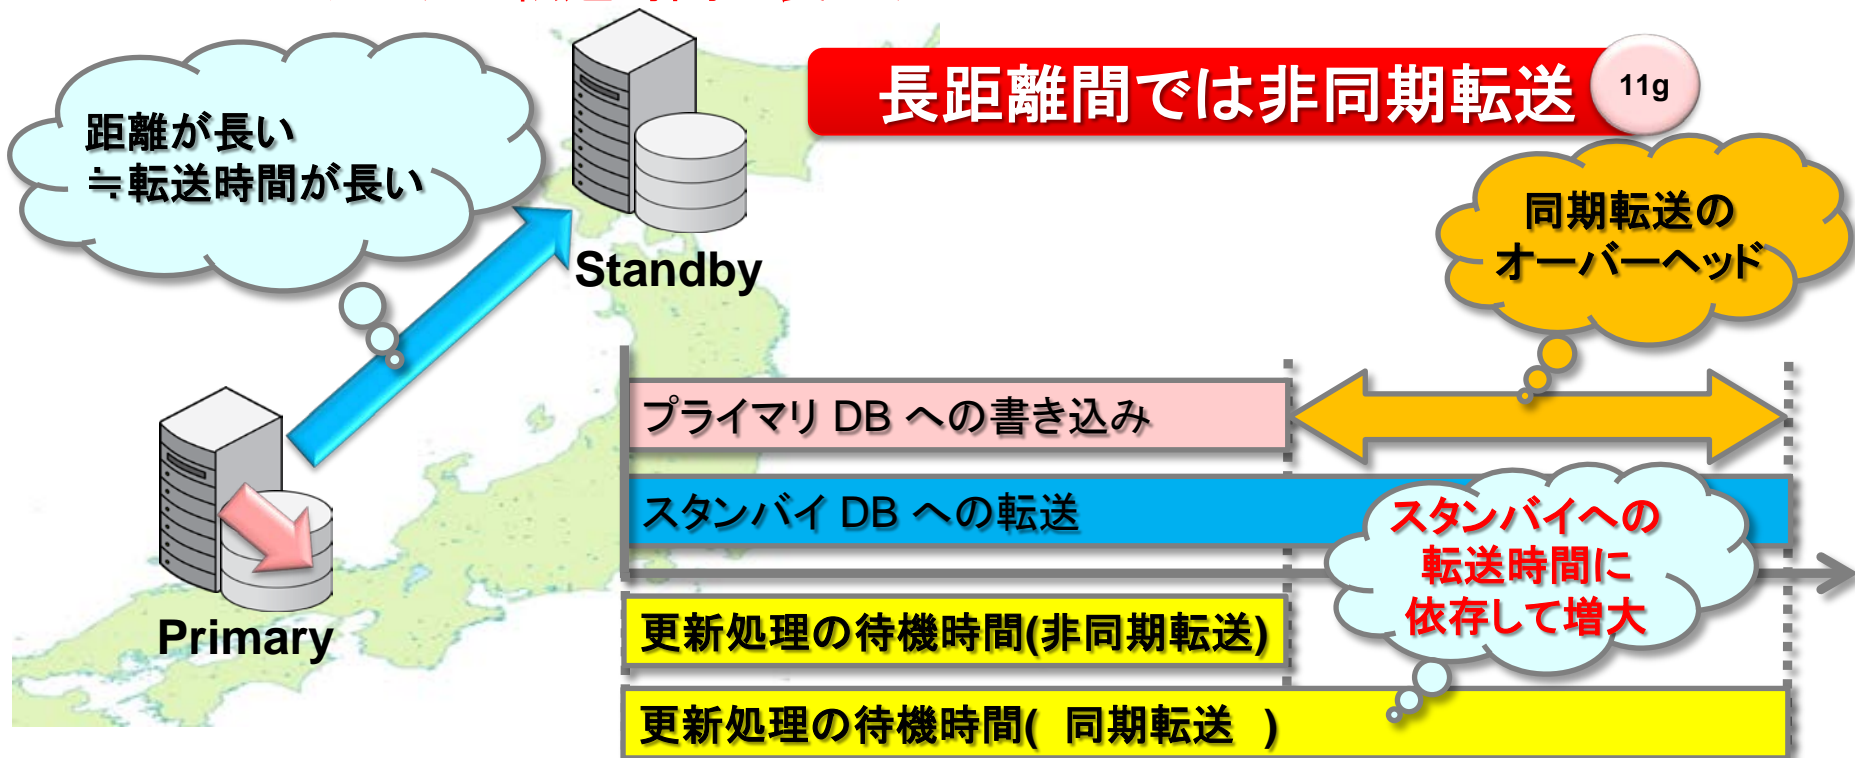 距離が長い
≒転送時間が長い
長距離間では非同期転送
11g
同期転送の
オーバーヘッド
Standby
プライマリ DB への書き込み
スタンバイ DB への転送
スタンバイへの
転送時間に
依存して増大
Primary
更新処理の待機時間(非同期転送)
更新処理の待機時間( 同期転送 )